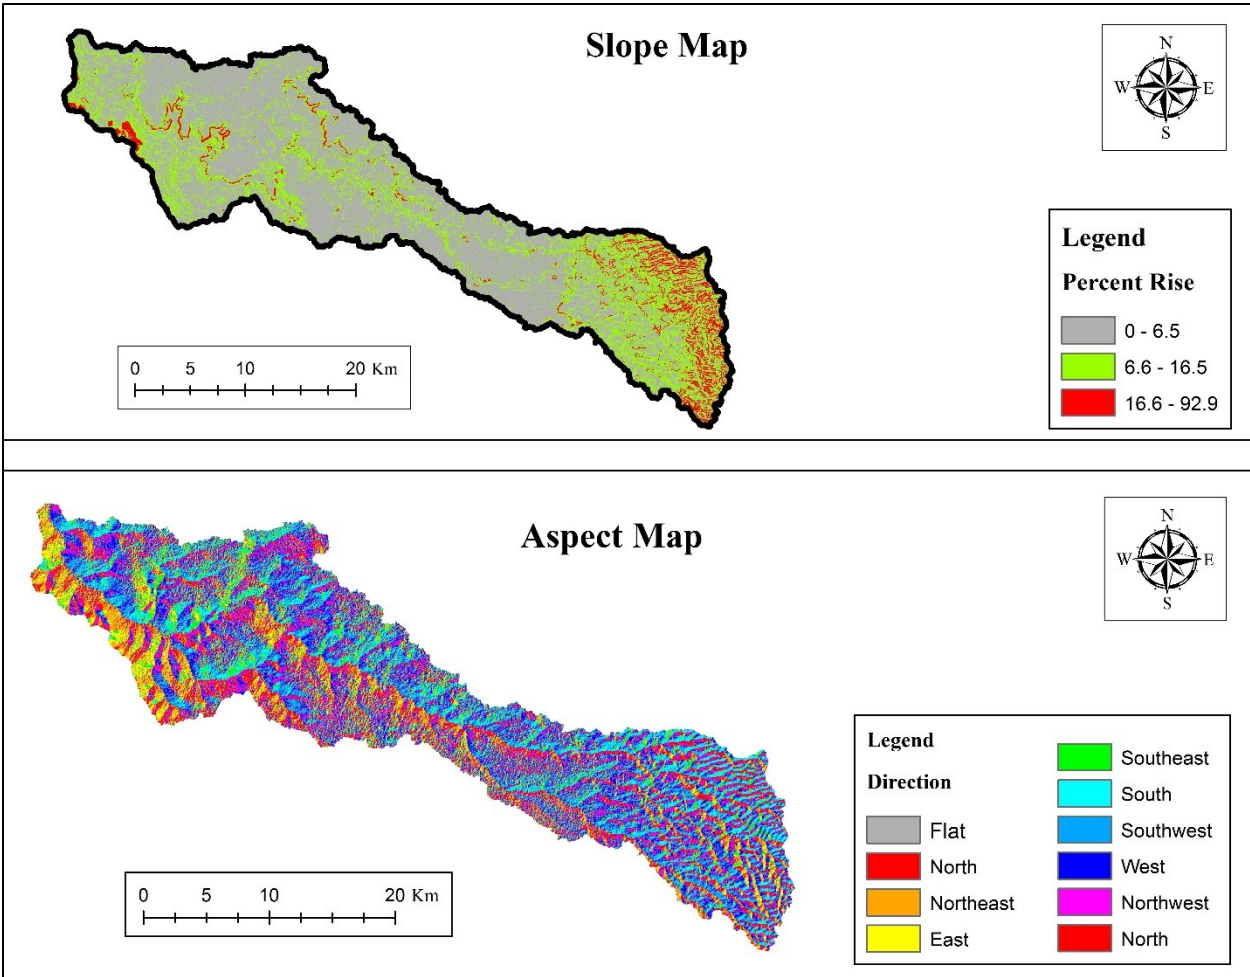 Slope Map
N
W E
S
Legend
Percent Rise
0 - 6.5
6.6 - 16.5
16.6 - 92.9
0 5 10 20 Km
Aspect Map
N
W E
S
Legend
Direction
Flat
North
Northeast
East
Southeast
South
Southwest
West
Northwest
North
0 5 10 20 Km